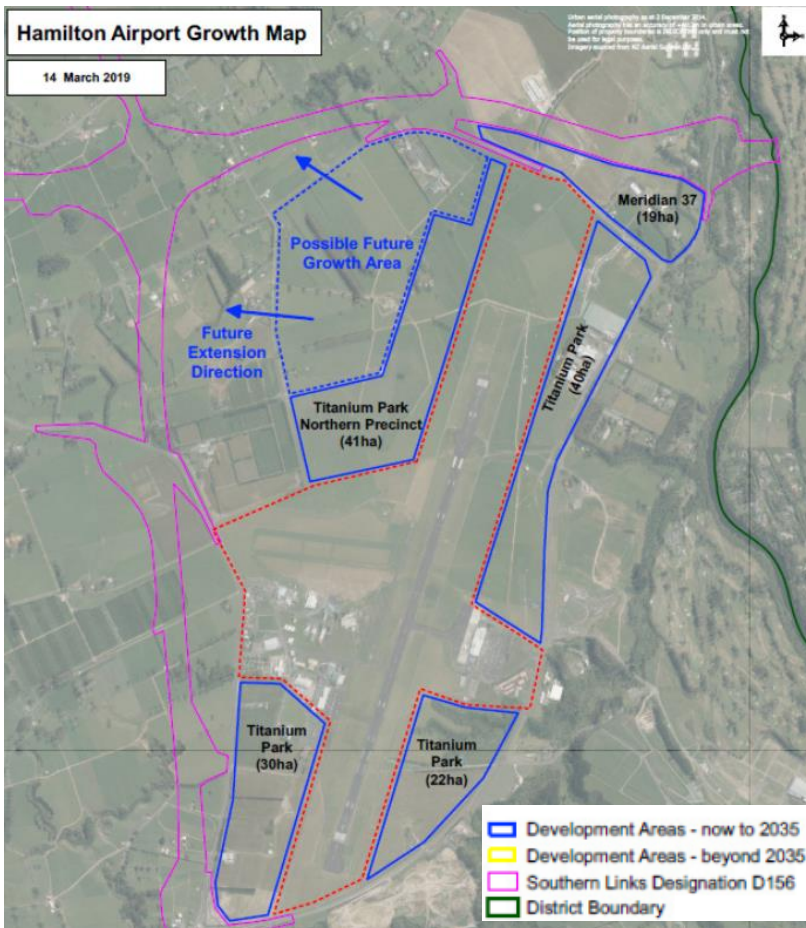 Hamilton Airport Growth Map
14 March 2019
Meridian 37
(19ha)
Possible Future
Growth Area
Future
Extension
Direction
Titanium Park
(40ha)
Titanium Park
Northern Precinct
(41ha)
Titanium
Park
(30ha)
Titanium
Park
(22ha)
Development Areas - now to 2035
Development Areas - beyond 2035
Southern Links Designation D156
District Boundary